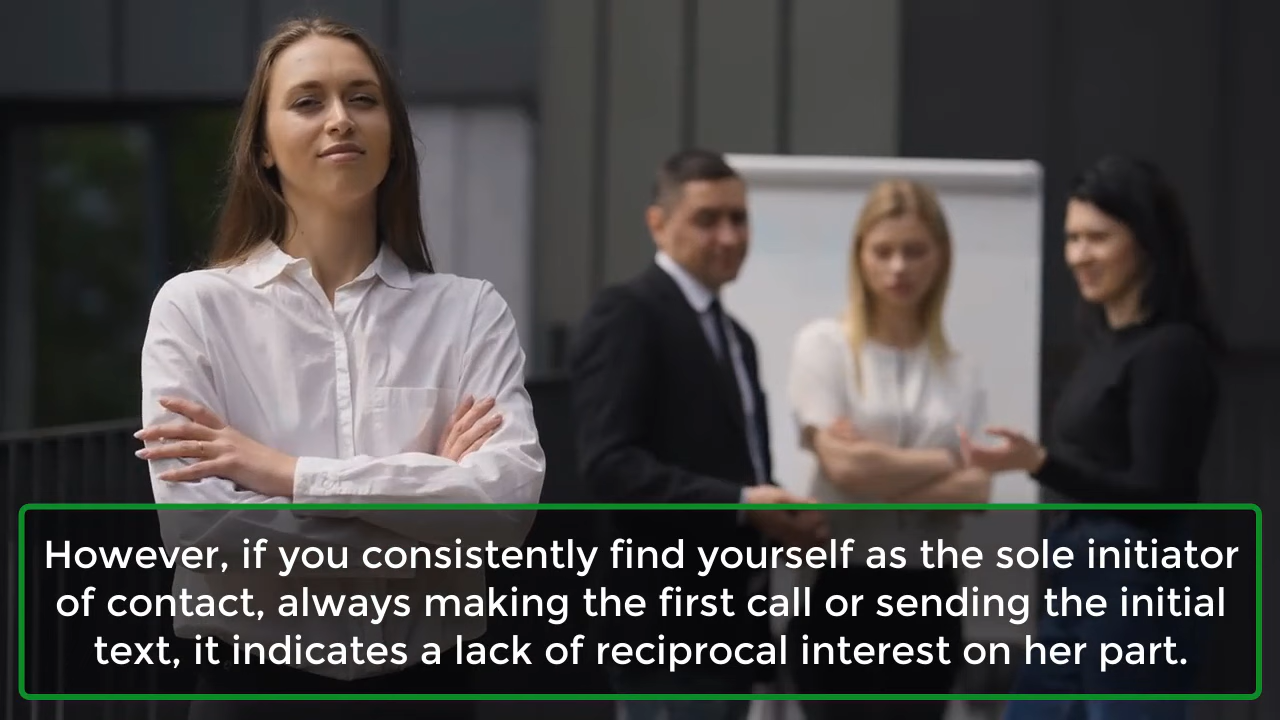 However, if you consistently find yourself as the sole initiator
of contact, always making the first call or sending the initial
text, it indicates a lack of reciprocal interest on her part.